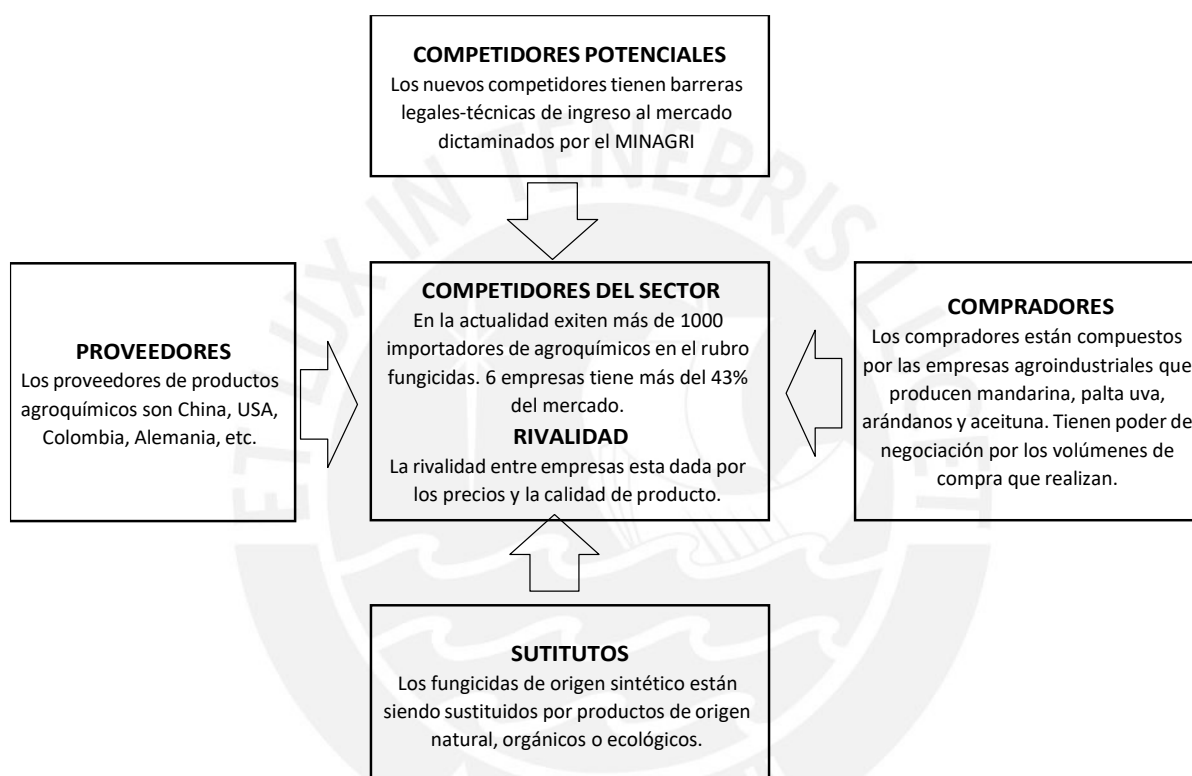 COMPETIDORES POTENCIALES
Los nuevos competidores tienen barreras
legales-técnicas de ingreso al mercado
dictaminados por el MINAGRI
PROVEEDORES
Los proveedores de productos
agroquímicos son China, USA,
Colombia, Alemania, etc.
COMPETIDORES DEL SECTOR
En la actualidad exiten más de 1000
importadores de agroquímicos en el rubro
fungicidas. 6 empresas tiene más del 43%
del mercado.
RIVALIDAD
La rivalidad entre empresas esta dada por
los precios y la calidad de producto.
COMPRADORES
Los compradores están compuestos
por las empresas agroindustriales que
producen mandarina, palta uva,
arándanos y aceituna. Tienen poder de
negociación por los volúmenes de
compra que realizan.
SUTITUTOS
Los fungicidas de origen sintético están
siendo sustituidos por productos de origen
natural, orgánicos o ecológicos.
ET LUX IN TENEBRIS LUCET